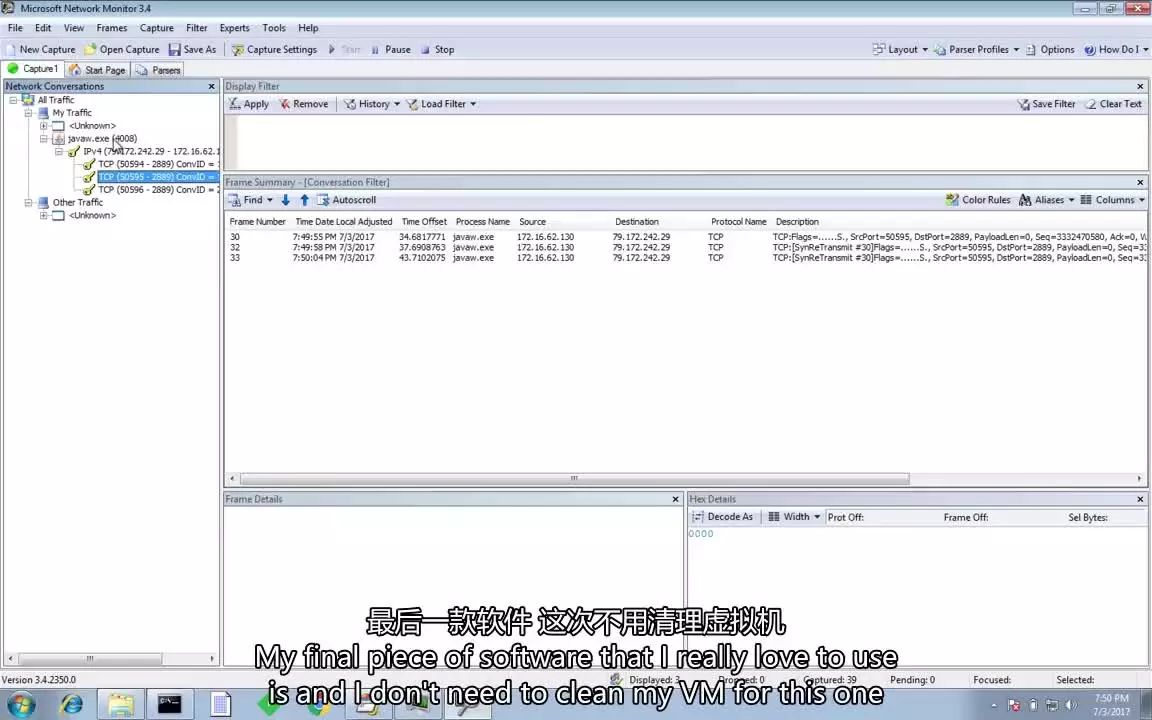 Microsoft Network Monitor 3.4
File Edit View Frames Capture Filter Experts Tools Help
New Capture Open Capture Save As Capture Settings Start Pause Stop Layout Parser Profiles Options How Do I
Capture1 Start Page Parsers
Network Conversations
All Traffic
My Traffic
<Unknown>
javaw.exe (4008)
IPv4 (79.172.242.29 - 172.16.62.1
TCP (50594 - 2889) ConvID =
TCP (50595 - 2889) ConvID =
TCP (50596 - 2889) ConvID = 2
Other Traffic
<Unknown>
Display Filter
Apply Remove History Load Filter Save Filter Clear Text
Frame Summary - [Conversation Filter]
Find Autoscroll Color Rules Aliases Columns
Frame Number Time Date Local Adjusted Time Offset Process Name Source Destination Protocol Name Description
30 7:49:55 PM 7/3/2017 34.6817771 javaw.exe 172.16.62.130 79.172.242.29 TCP TCP:Flags=......S., SrcPort=50595, DstPort=2889, PayloadLen=0, Seq=3332470580, Ack=0, W
32 7:49:58 PM 7/3/2017 37.6908763 javaw.exe 172.16.62.130 79.172.242.29 TCP TCP:[SynReTransmit #30]Flags=......S., SrcPort=50595, DstPort=2889, PayloadLen=0, Seq=3
33 7:50:04 PM 7/3/2017 43.7102075 javaw.exe 172.16.62.130 79.172.242.29 TCP TCP:[SynReTransmit #30]Flags=......S., SrcPort=50595, DstPort=2889, PayloadLen=0, Seq=3
Frame Details
Hex Details
Decode As Width Prot Off: Frame Off: Sel Bytes:
0000
最后一款软件 这次不用清理虚拟机
My final piece of software that I really love to use
is and I don't need to clean my VM for this one
Version 3.4.2350.0 Displayed: 3 Dropped: 0 Captured: 39 Pending: 0 Focused: Selected:
7:50 PM
7/3/2017